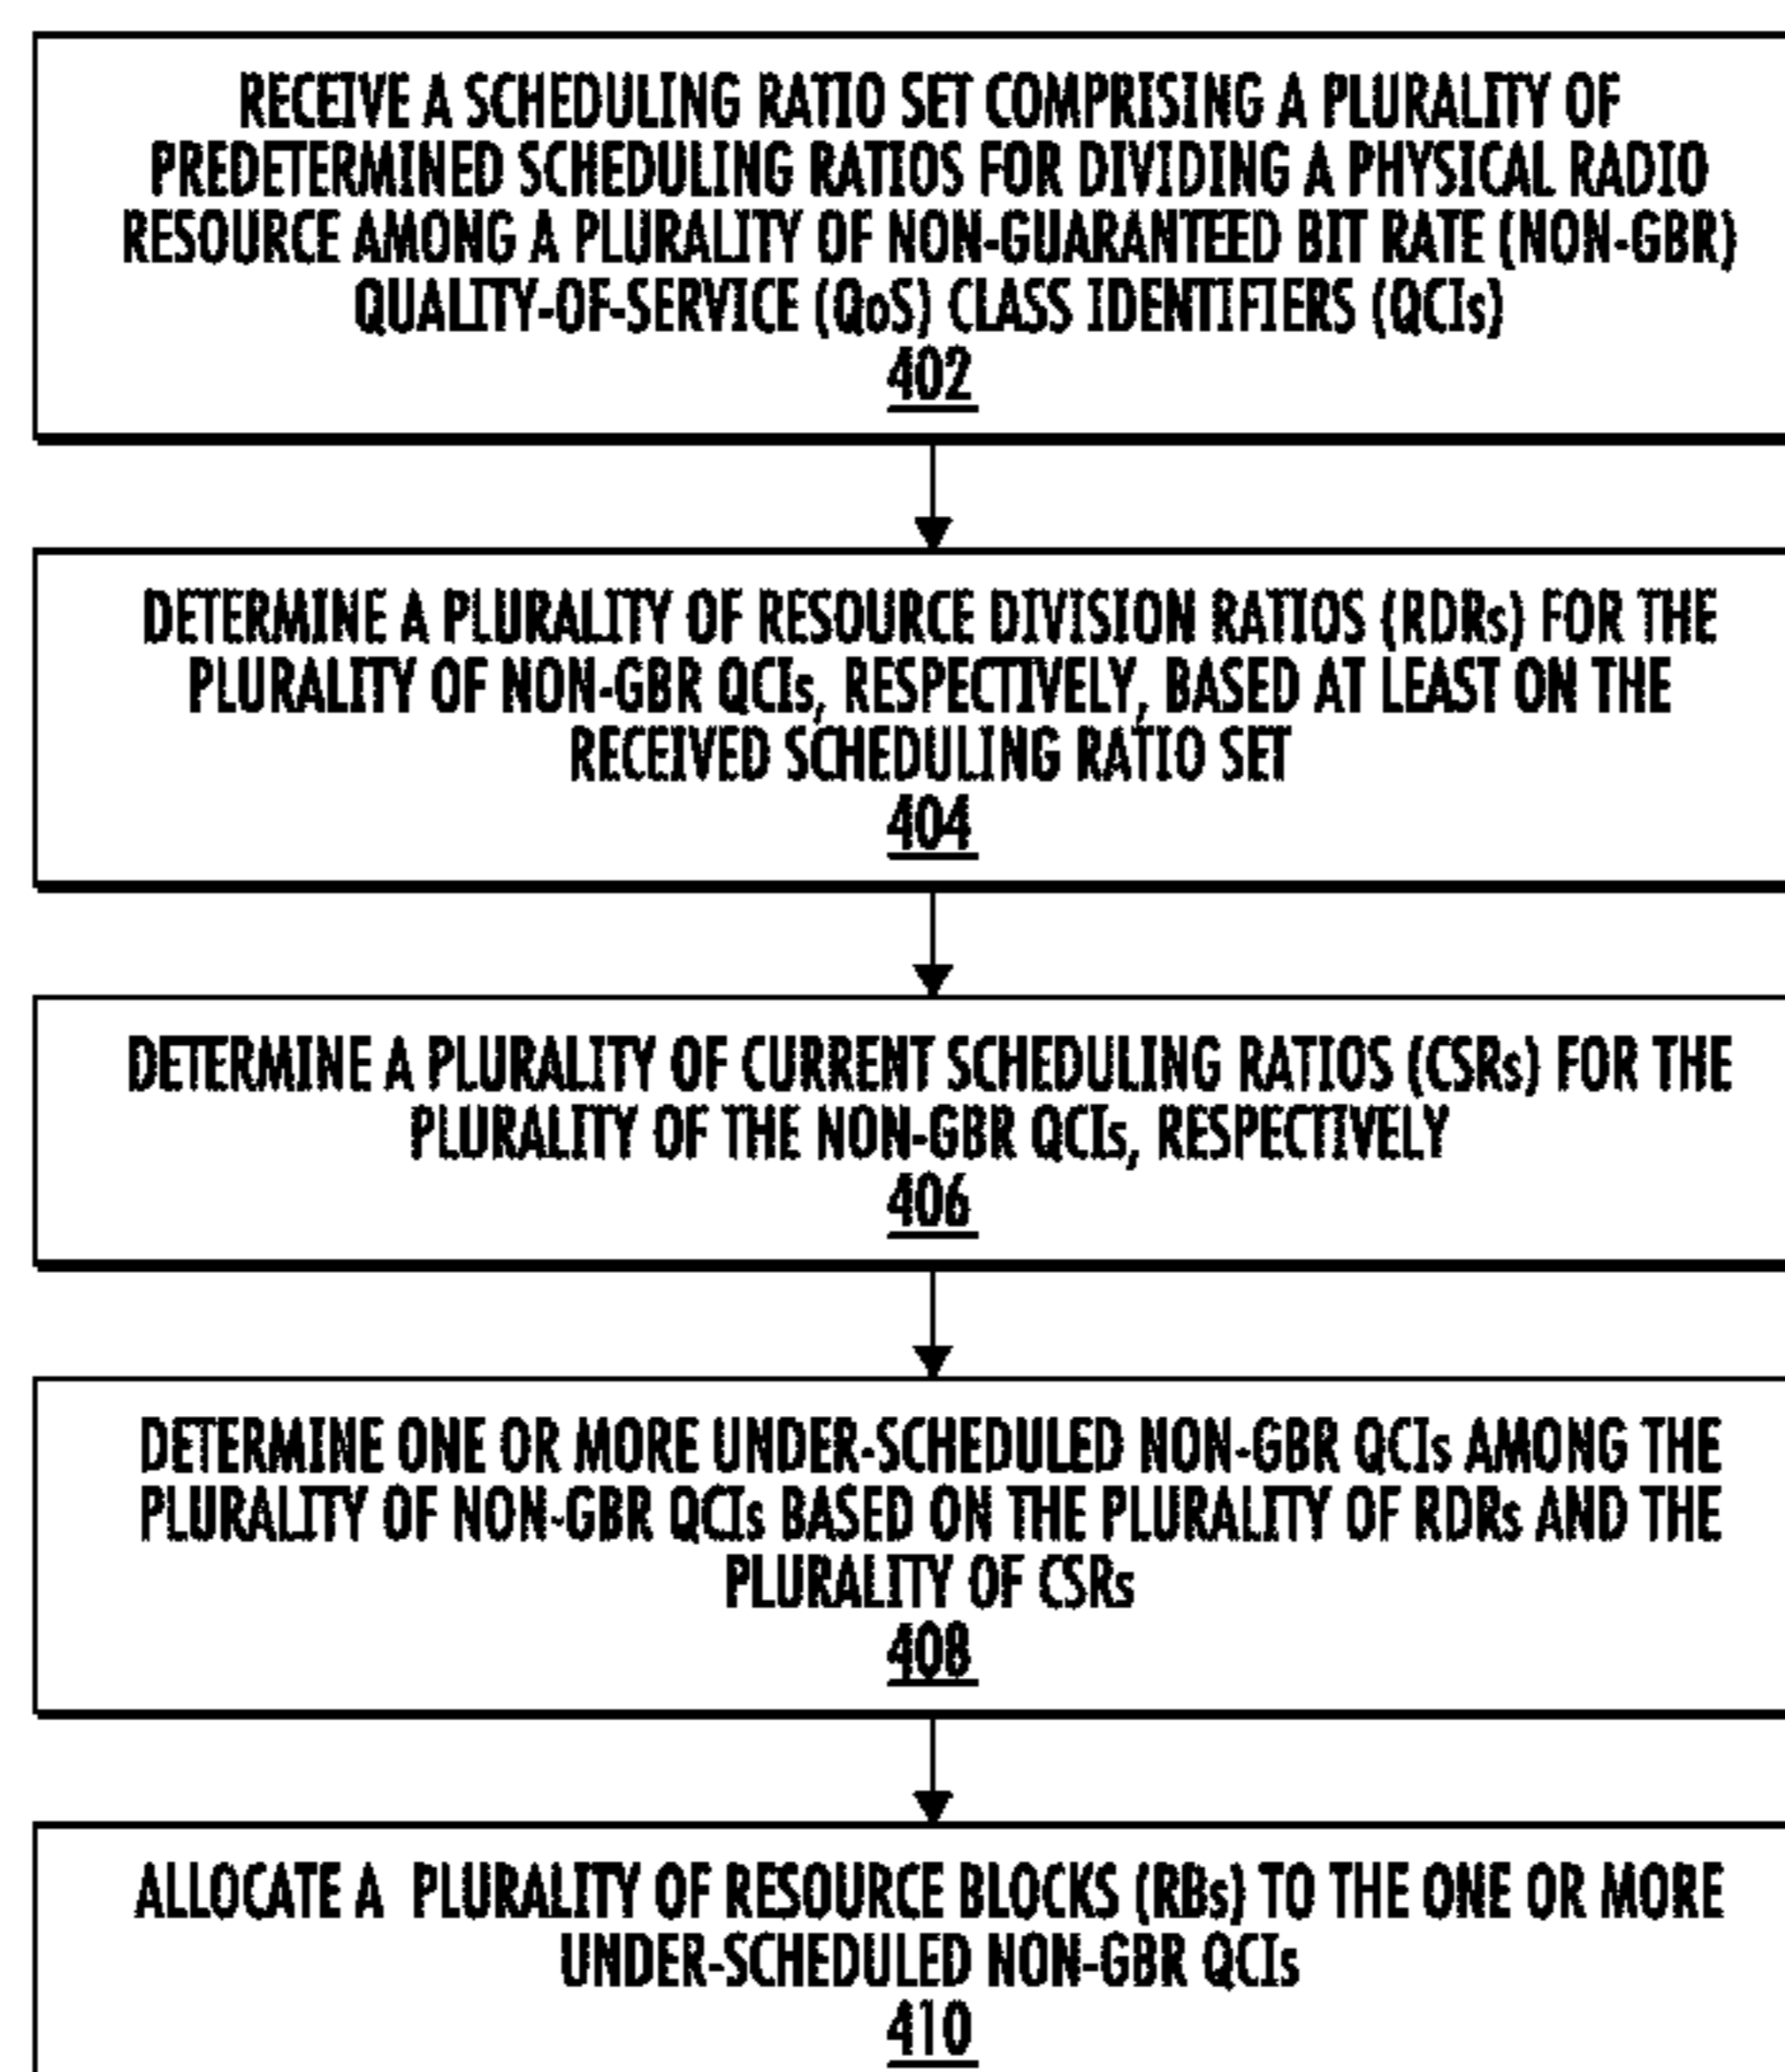 RECEIVE A SCHEDULING RATIO SET COMPRISING A PLURALITY OF
PREDETERMINED SCHEDULING RATIOS FOR DIVIDING A PHYSICAL RADIO
RESOURCE AMONG A PLURALITY OF NON-GUARANTEED BIT RATE (NON-GBR)
QUALITY-OF-SERVICE (QoS) CLASS IDENTIFIERS (QCIs)
402
DETERMINE A PLURALITY OF RESOURCE DIVISION RATIOS (RDRs) FOR THE
PLURALITY OF NON-GBR QCIs, RESPECTIVELY, BASED AT LEAST ON THE
RECEIVED SCHEDULING RATIO SET
404
DETERMINE A PLURALITY OF CURRENT SCHEDULING RATIOS (CSRs) FOR THE
PLURALITY OF THE NON-GBR QCIs, RESPECTIVELY
406
DETERMINE ONE OR MORE UNDER-SCHEDULED NON-GBR QCIs AMONG THE
PLURALITY OF NON-GBR QCIs BASED ON THE PLURALITY OF RDRs AND THE
PLURALITY OF CSRs
408
ALLOCATE A PLURALITY OF RESOURCE BLOCKS (RBs) TO THE ONE OR MORE
UNDER-SCHEDULED NON-GBR QCIs
410